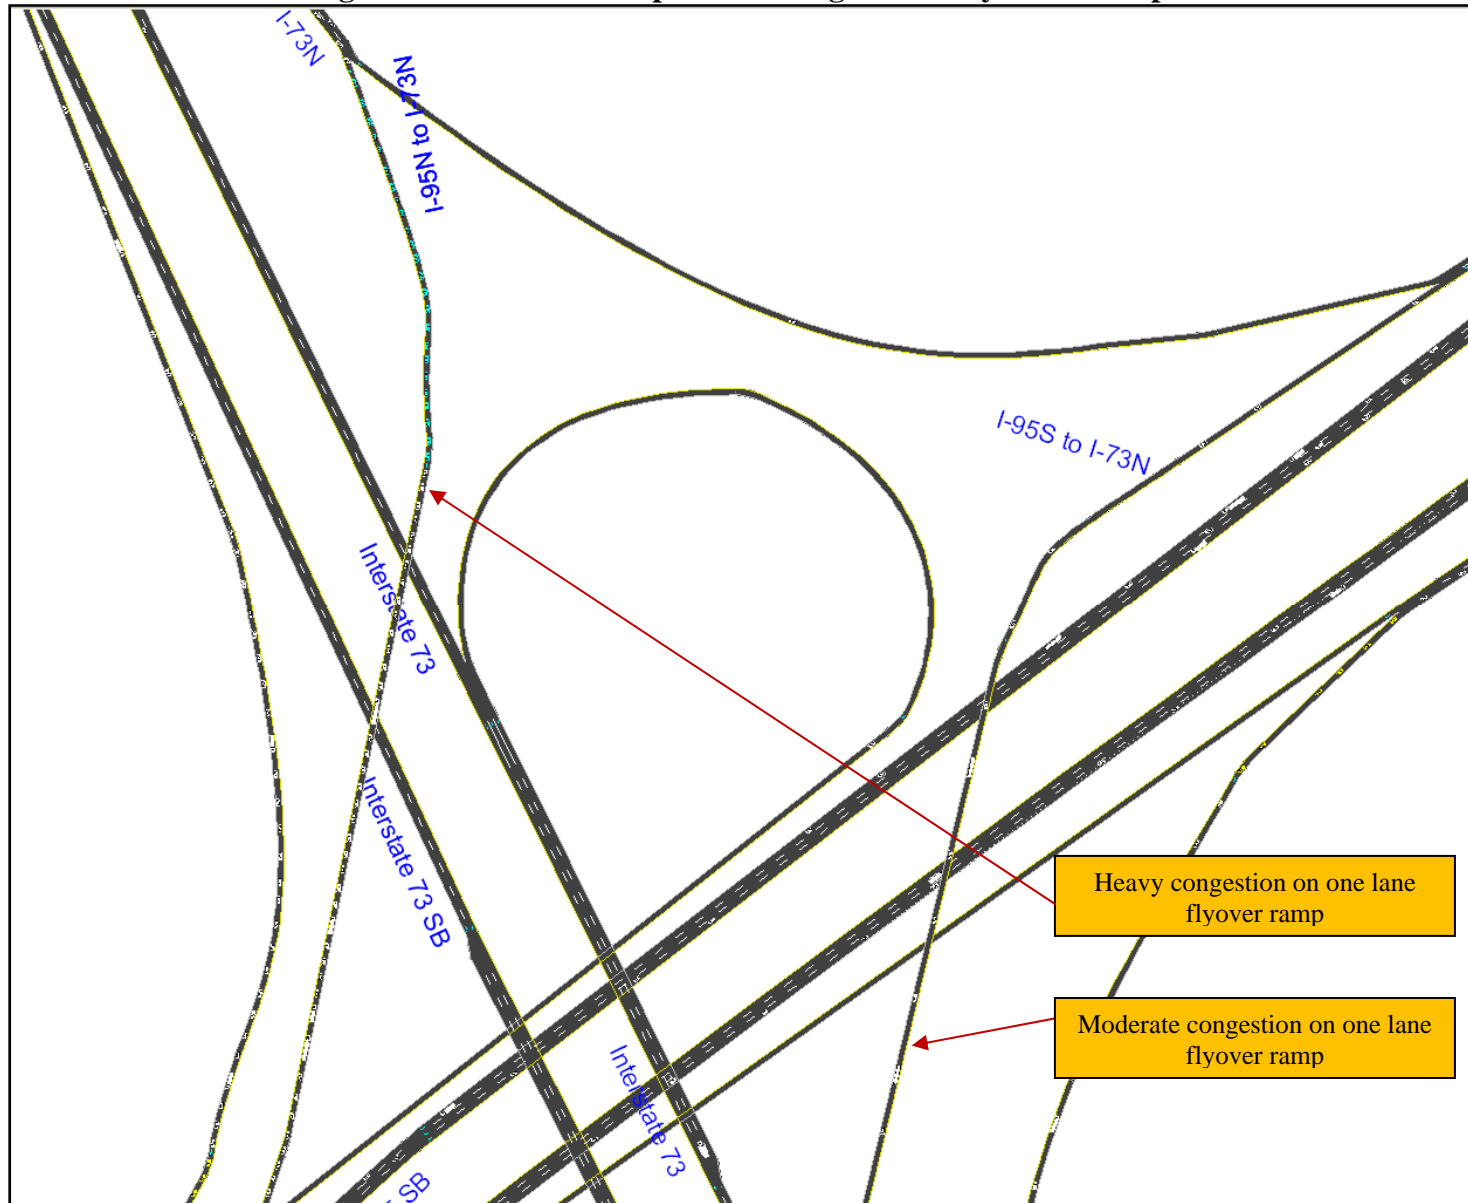 I-73N
I-95N to I-73N
I-95S to I-73N
Interstate 73
Interstate 73 SB
Heavy congestion on one lane
flyover ramp
Moderate congestion on one lane
flyover ramp
Interstate 73
SB